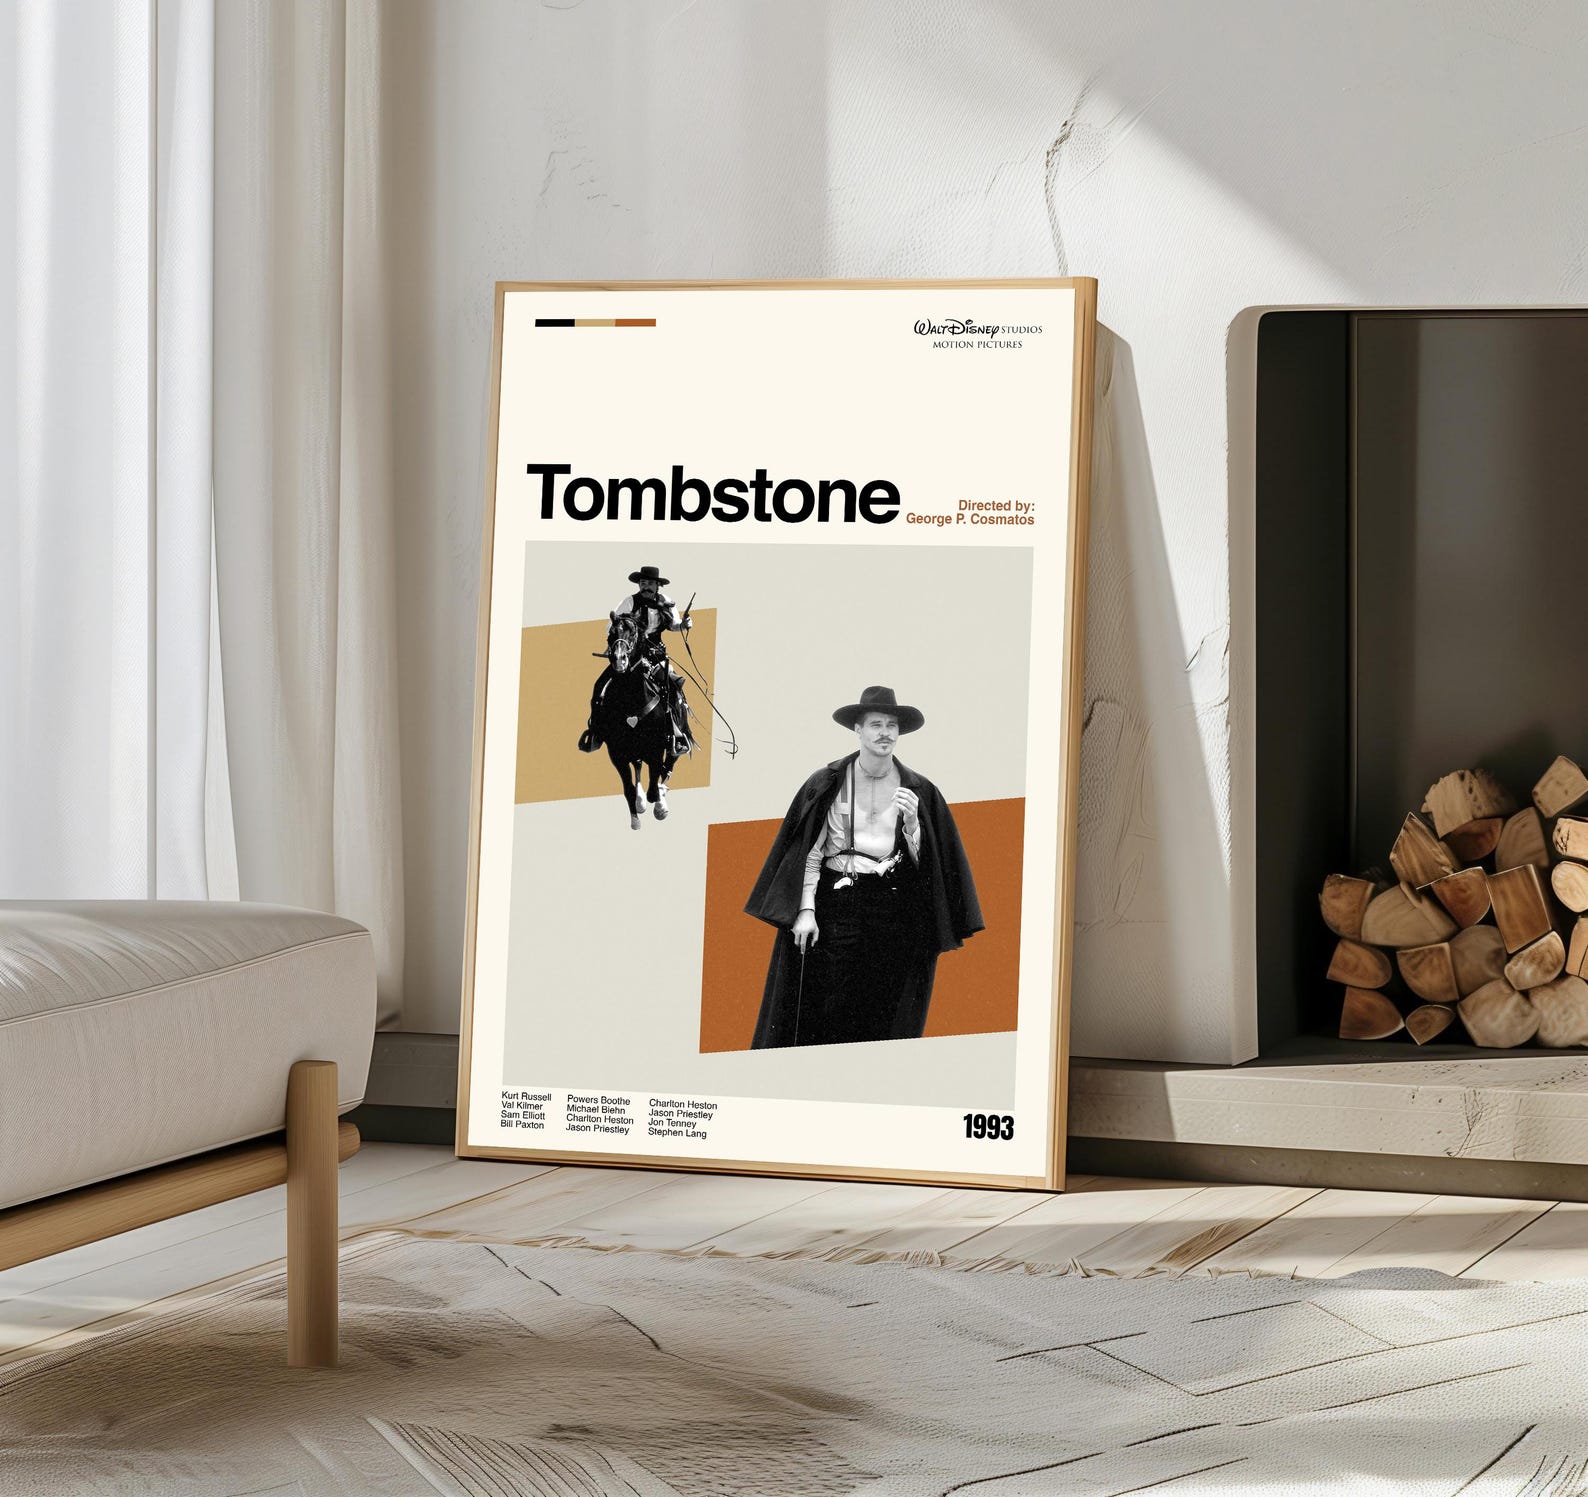 WALT DISNEY STUDIOS
MOTION PICTURES
Tombstone
Directed by:
George P. Cosmatos
Kurt Russell
Val Kilmer
Sam Elliott
Bill Paxton
Powers Boothe
Michael Biehn
Charlton Heston
Jason Priestley
Charlton Heston
Jason Priestley
Jon Tenney
Stephen Lang
1993